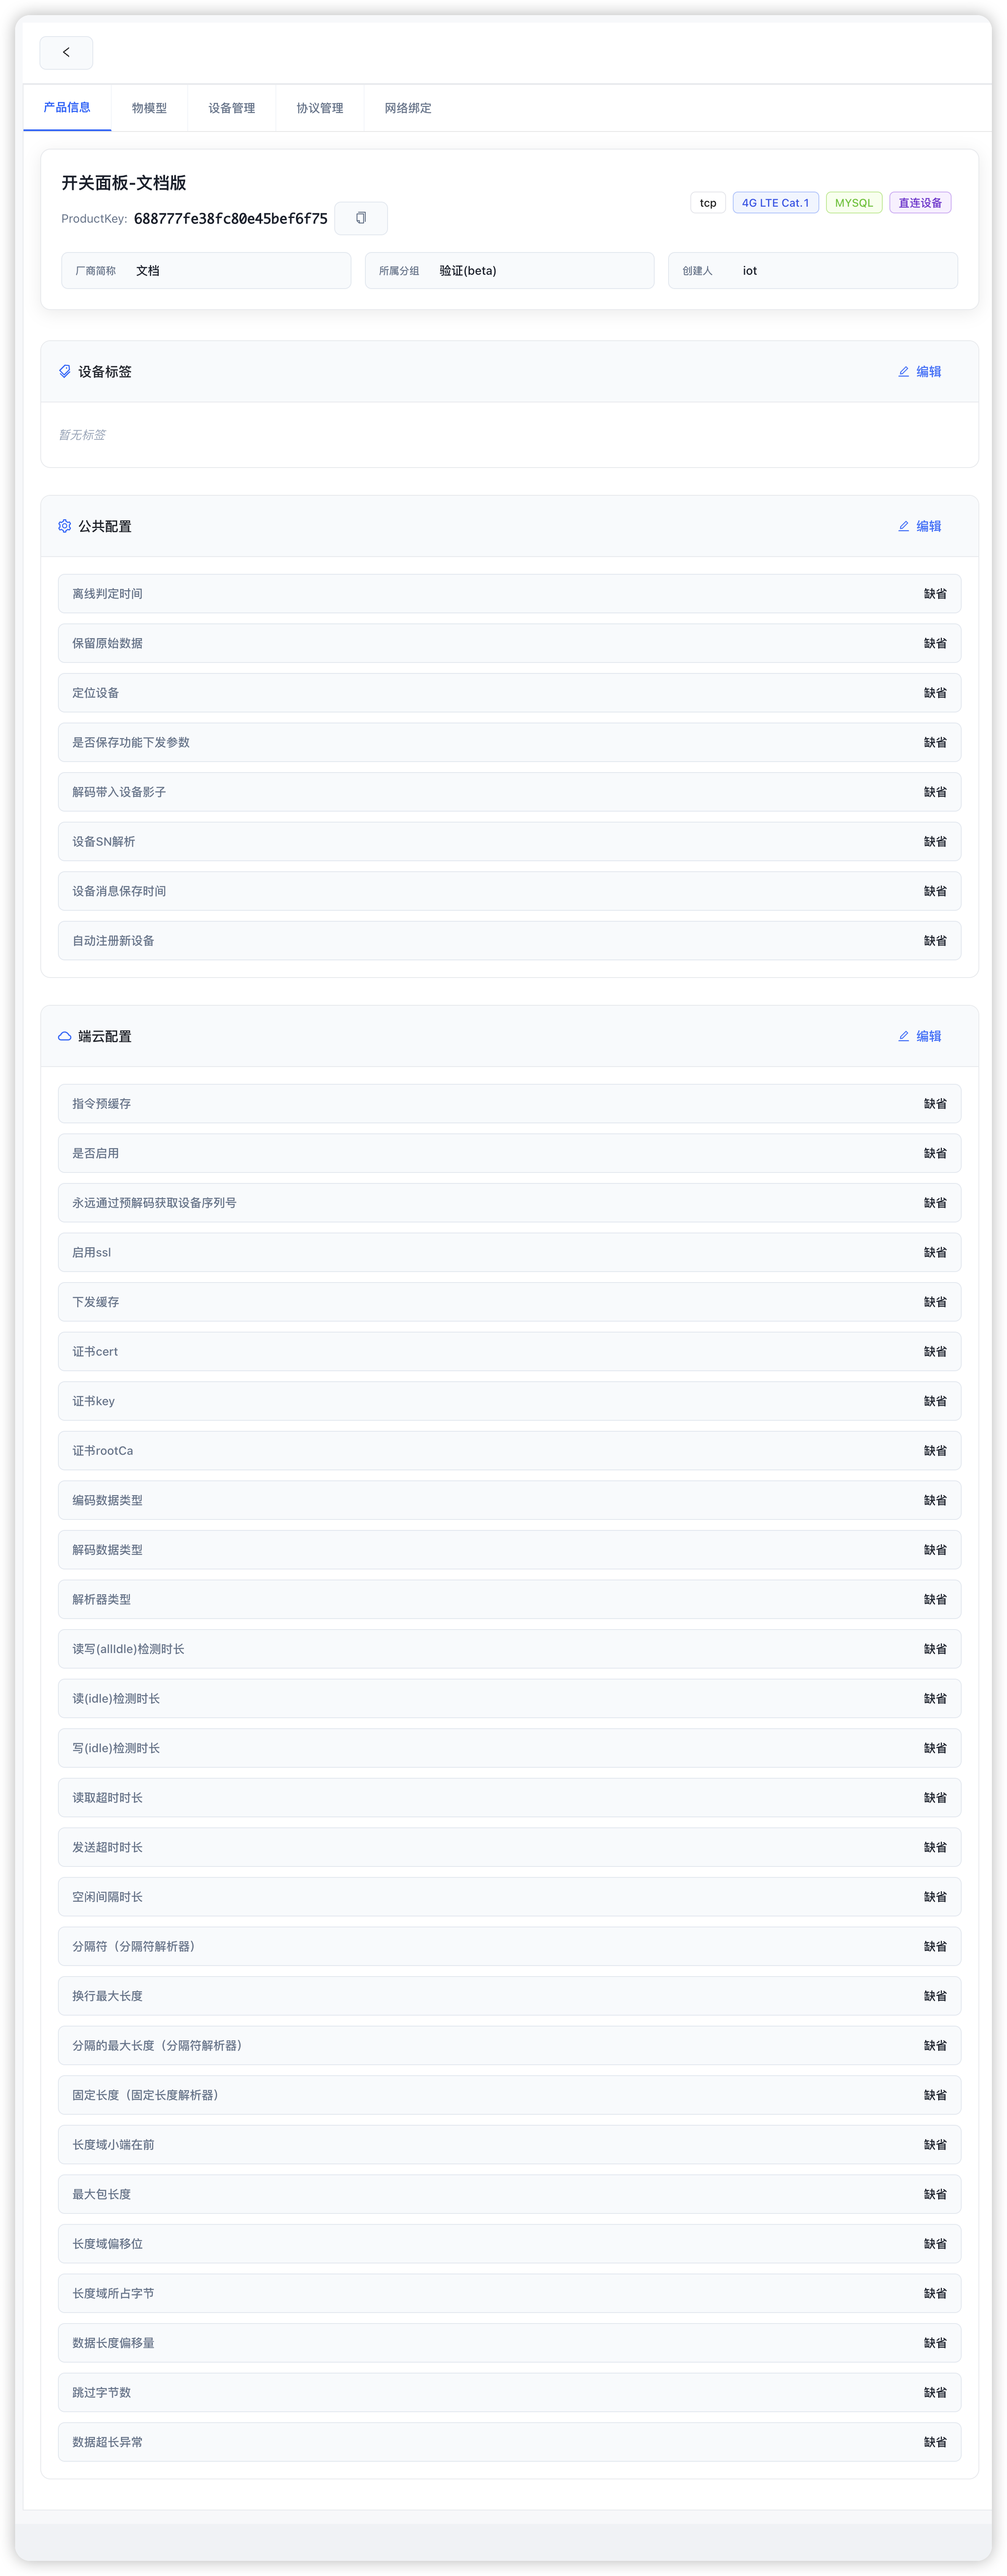 产品信息 物模型 设备管理 协议管理 网络绑定
开关面板-文档版
ProductKey: 688777fe38fc80e45bef6f75
tcp 4G LTE Cat.1 MYSQL 直连设备
厂商简称 文档 所属分组 验证(beta) 创建人 iot
设备标签 编辑
暂无标签
公共配置 编辑
离线判定时间 缺省
保留原始数据 缺省
定位设备 缺省
是否保存功能下发参数 缺省
解码带入设备影子 缺省
设备SN解析 缺省
设备消息保存时间 缺省
自动注册新设备 缺省
端云配置 编辑
指令预缓存 缺省
是否启用 缺省
永远通过预解码获取设备序列号 缺省
启用ssl 缺省
下发缓存 缺省
证书cert 缺省
证书key 缺省
证书rootCa 缺省
编码数据类型 缺省
解码数据类型 缺省
解析器类型 缺省
读写(allIdle)检测时长 缺省
读(idle)检测时长 缺省
写(idle)检测时长 缺省
读取超时时长 缺省
发送超时时长 缺省
空闲间隔时长 缺省
分隔符（分隔符解析器） 缺省
换行最大长度 缺省
分隔的最大长度（分隔符解析器） 缺省
固定长度（固定长度解析器） 缺省
长度域小端在前 缺省
最大包长度 缺省
长度域偏移位 缺省
长度域所占字节 缺省
数据长度偏移量 缺省
跳过字节数 缺省
数据超长异常 缺省